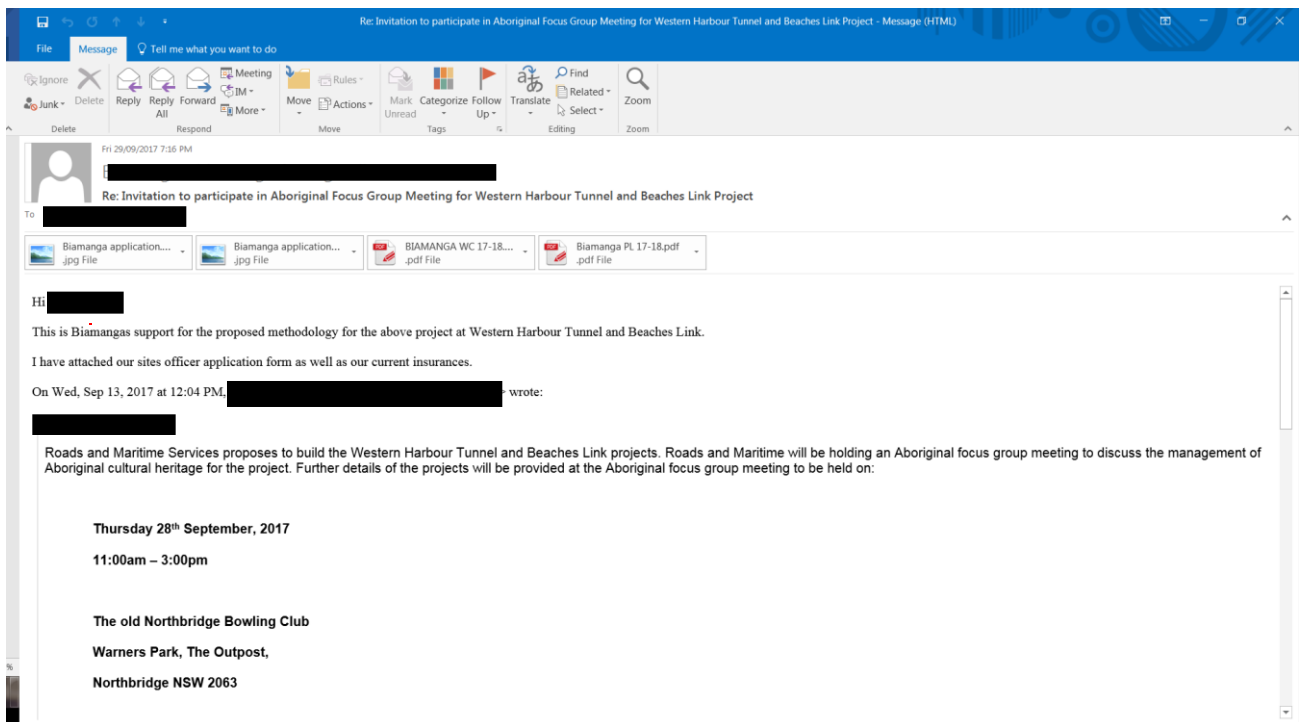 Re: Invitation to participate in Aboriginal Focus Group Meeting for Western Harbour Tunnel and Beaches Link Project - Message (HTML)
File Message Tell me what you want to do
Ignore
Junk
Delete
Reply
Reply All
Forward
Meeting
IM
More
Move
Rules
Actions
Mark Unread
Categorize
Follow Up
Translate
Find
Related
Select
Zoom
Delete Respond Move Tags Editing Zoom
Fri 29/09/2017 7:16 PM
Re: Invitation to participate in Aboriginal Focus Group Meeting for Western Harbour Tunnel and Beaches Link Project
To
Biamanga application.... .jpg File
Biamanga application... .jpg File
BIAMANGA WC 17-18.... .pdf File
Biamanga PL 17-18.pdf .pdf File
Hi
This is Biamangas support for the proposed methodology for the above project at Western Harbour Tunnel and Beaches Link.
I have attached our sites officer application form as well as our current insurances.
On Wed, Sep 13, 2017 at 12:04 PM, > wrote:
Roads and Maritime Services proposes to build the Western Harbour Tunnel and Beaches Link projects. Roads and Maritime will be holding an Aboriginal focus group meeting to discuss the management of
Aboriginal cultural heritage for the project. Further details of the projects will be provided at the Aboriginal focus group meeting to be held on:
Thursday 28th September, 2017
11:00am – 3:00pm
The old Northbridge Bowling Club
Warners Park, The Outpost,
Northbridge NSW 2063
%